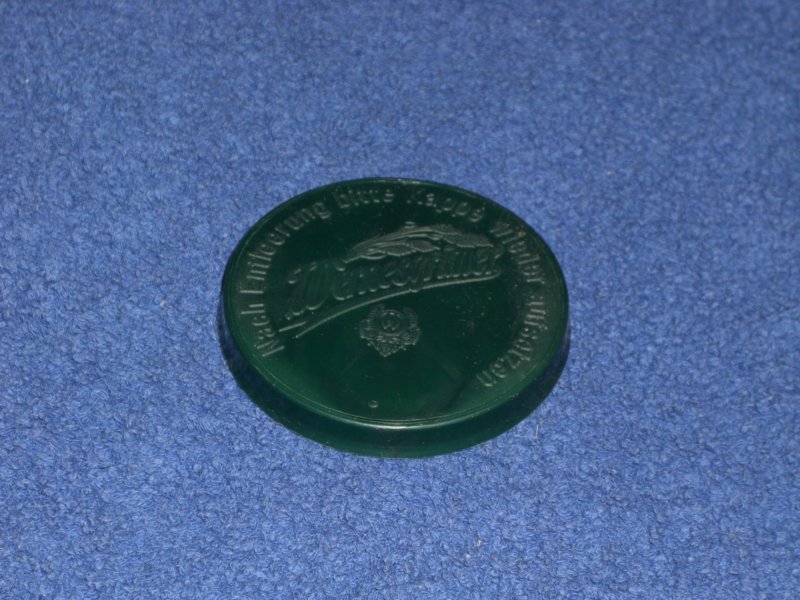 Nach Entleerung bitte Kappe wieder aufsetzen
Wernesgrüner